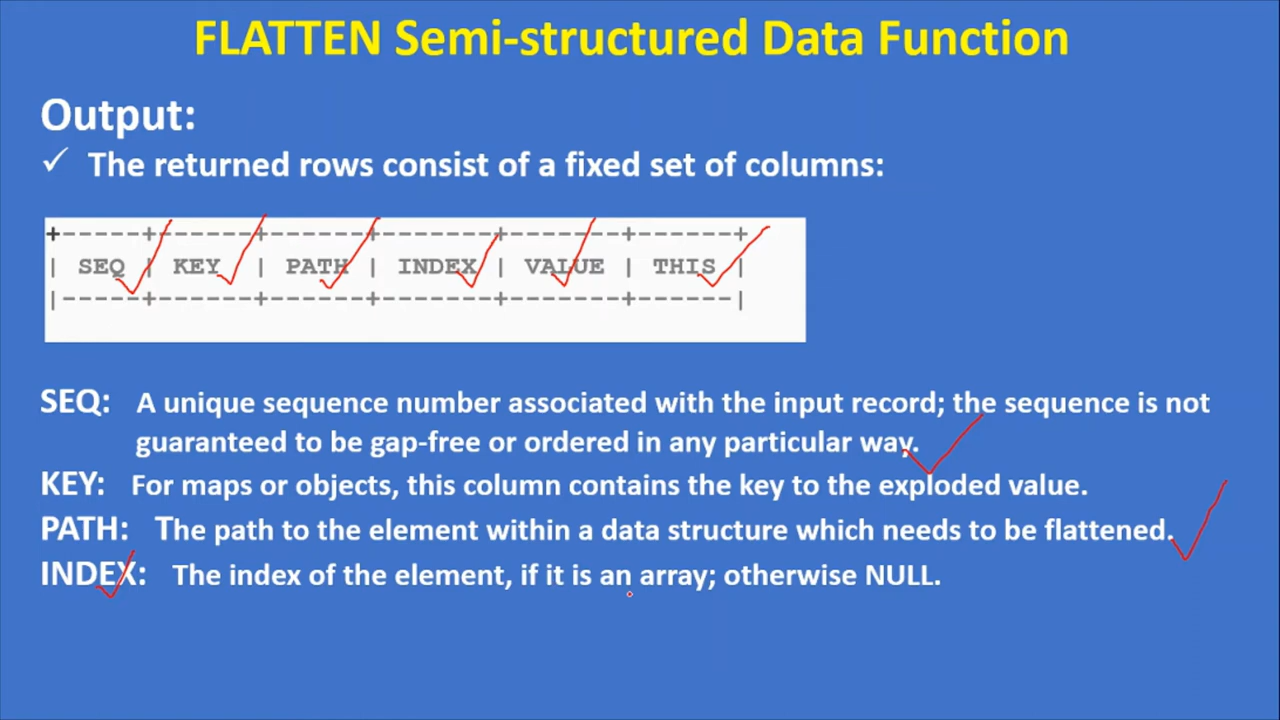 FLATTEN Semi-structured Data Function
Output:
✓ The returned rows consist of a fixed set of columns:
+------+------+-------+--------+-------+------+
| SEQ | KEY | PATH | INDEX | VALUE | THIS |
|------+------+-------+--------+-------+------|
SEQ: A unique sequence number associated with the input record; the sequence is not
guaranteed to be gap-free or ordered in any particular way.
KEY: For maps or objects, this column contains the key to the exploded value.
PATH: The path to the element within a data structure which needs to be flattened.
INDEX: The index of the element, if it is an array; otherwise NULL.